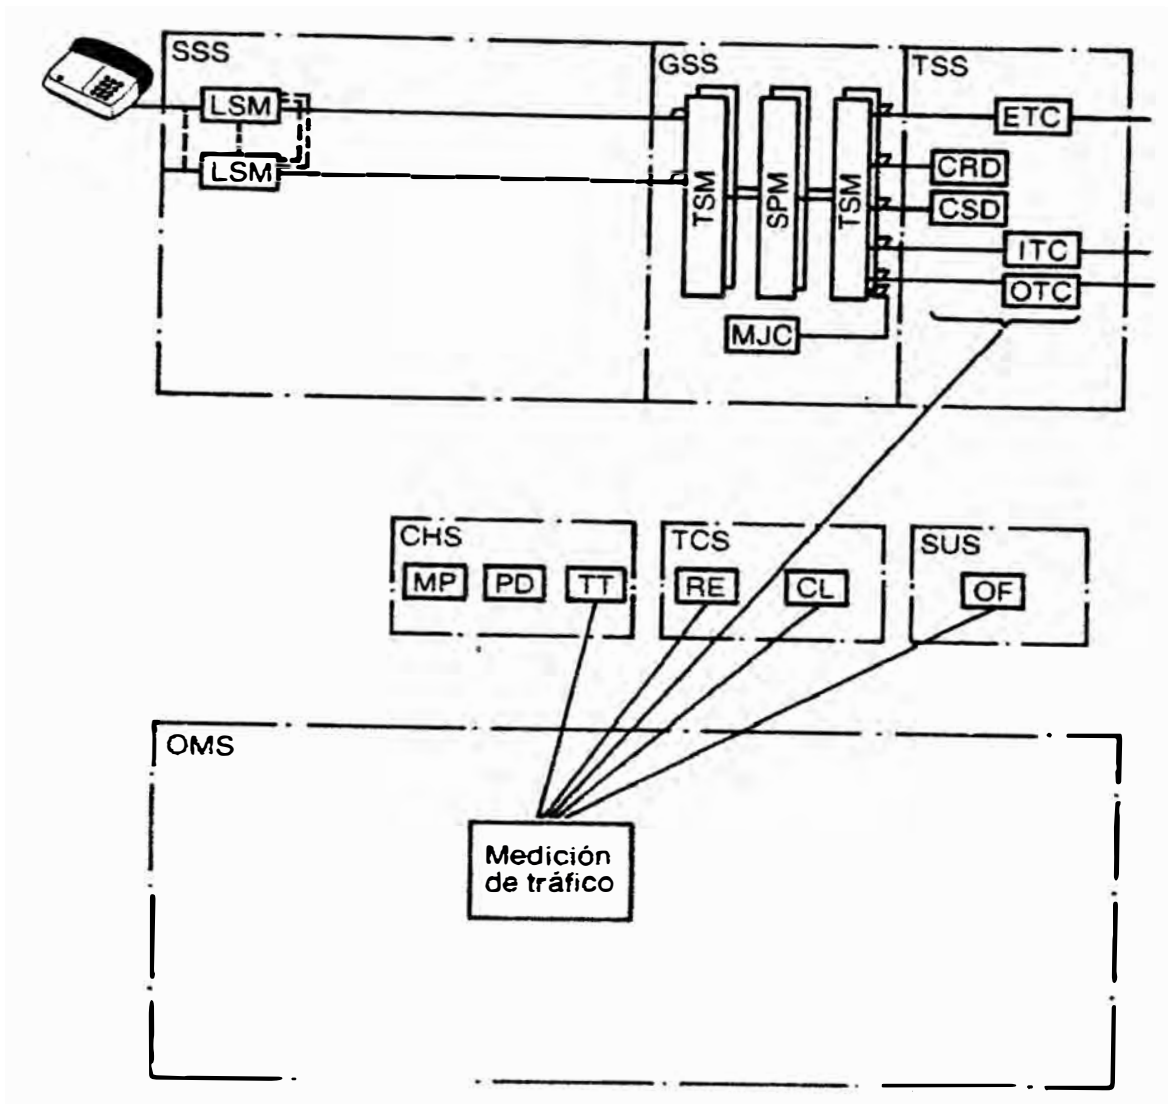 SSS
GSS
TSS
LSM
LSM
TSM
SPM
TSM
ETC
CRD
CSD
ITC
OTC
MJC
CHS
MP
PD
TT
TCS
RE
CL
SUS
OF
OMS
Medición
de tráfico